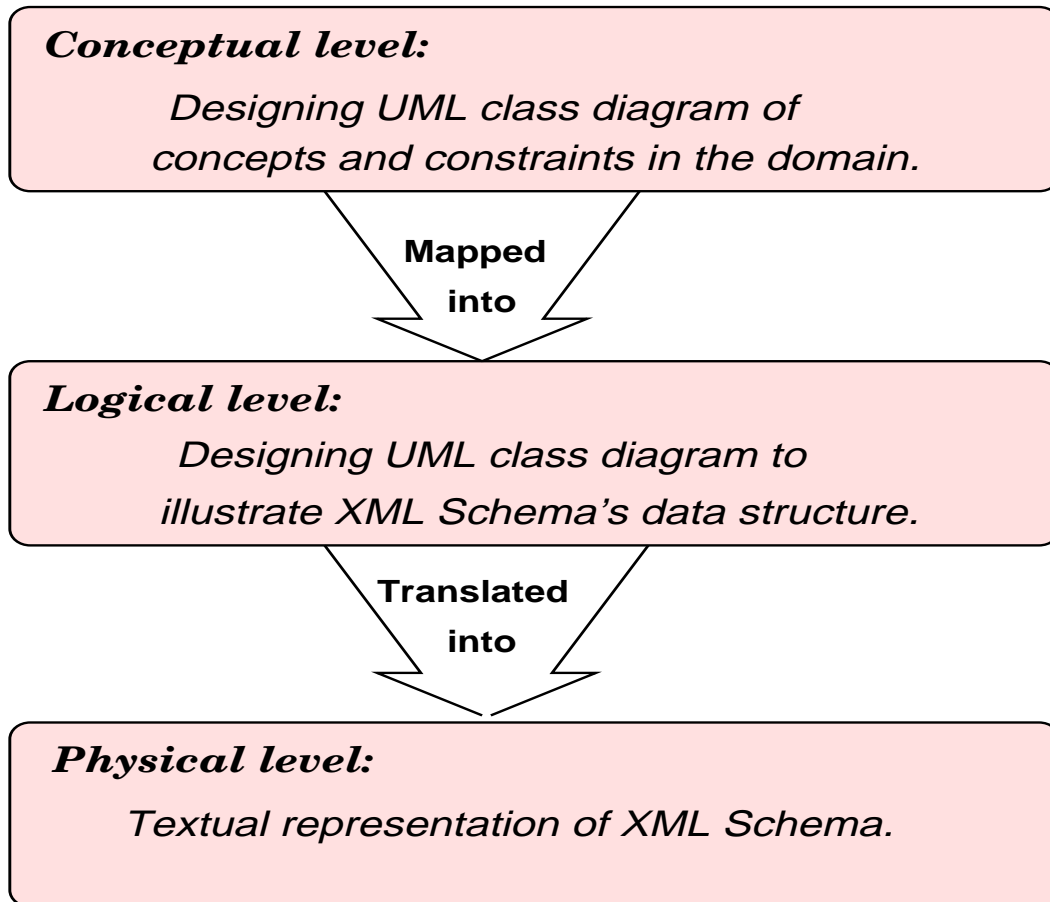 Conceptual level:
Designing UML class diagram of
concepts and constraints in the domain.
Mapped
into
Logical level:
Designing UML class diagram to
illustrate XML Schema's data structure.
Translated
into
Physical level:
Textual representation of XML Schema.